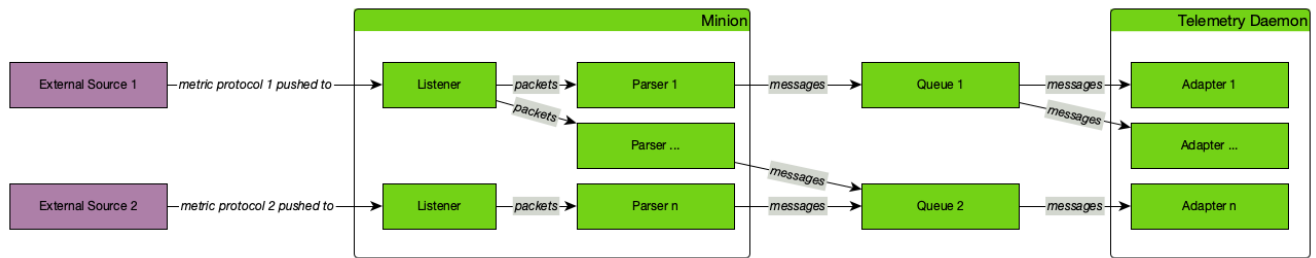 Minion
Telemetry Daemon
External Source 1
metric protocol 1 pushed to
Listener
packets
Parser 1
messages
Queue 1
messages
Adapter 1
packets
messages
Parser ...
Adapter ...
messages
External Source 2
metric protocol 2 pushed to
Listener
packets
Parser n
messages
Queue 2
messages
Adapter n